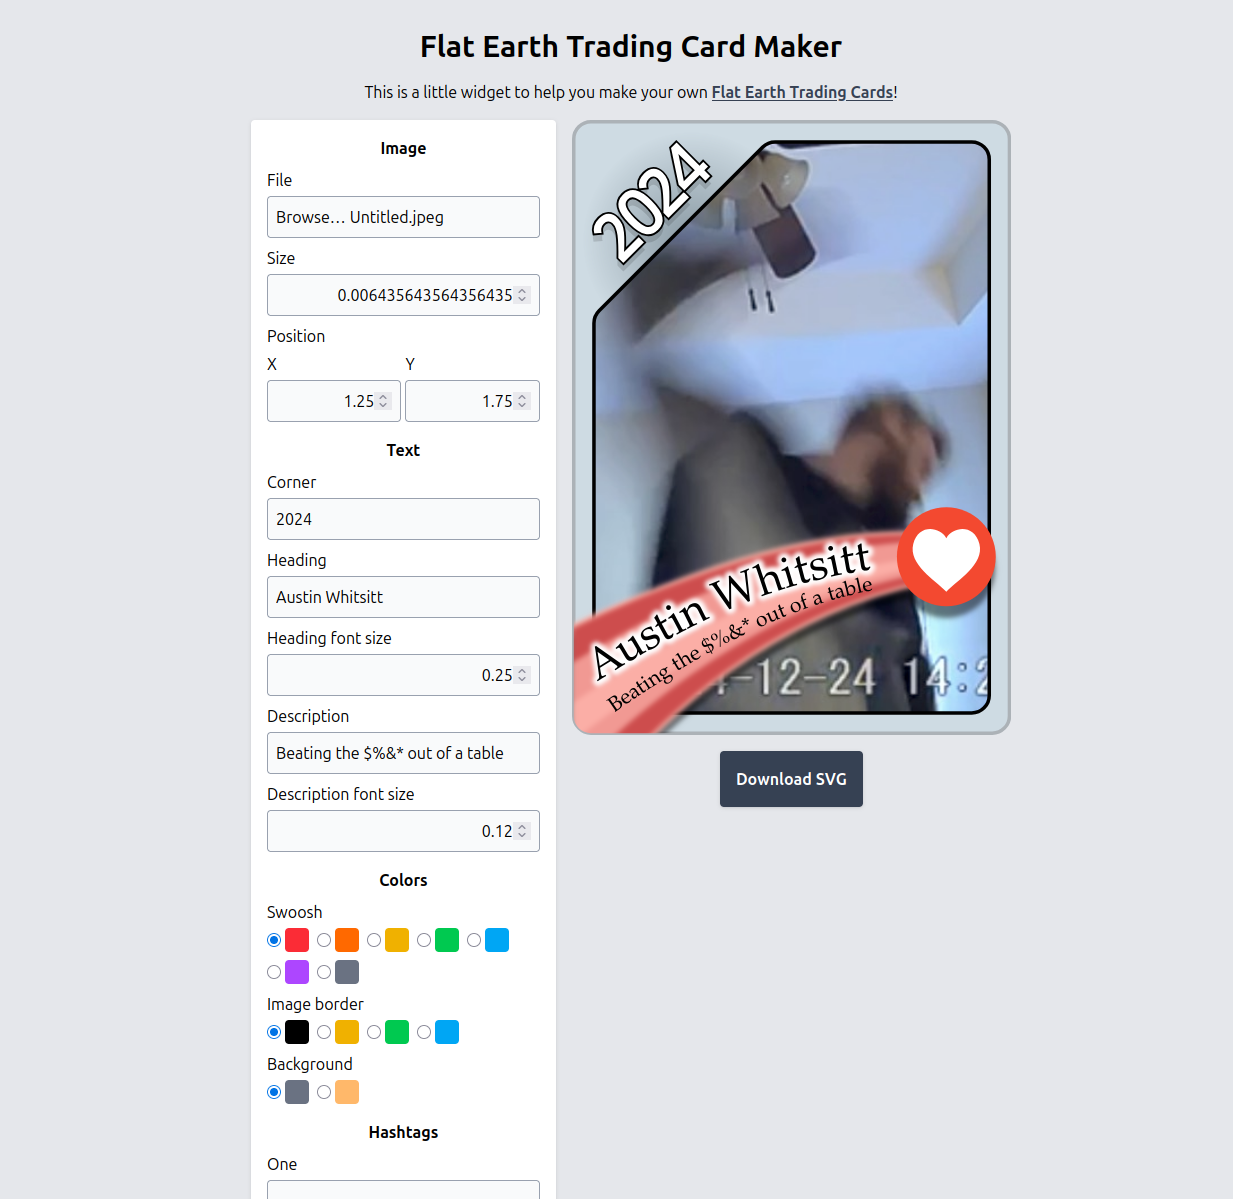 Flat Earth Trading Card Maker
This is a little widget to help you make your own Flat Earth Trading Cards!
Image
File
Browse… Untitled.jpeg
Size
0.006435643564356435
Position
X Y
1.25 1.75
Text
Corner
2024
Heading
Austin Whitsitt
Heading font size
0.25
Description
Beating the $%&* out of a table
Description font size
0.12
Colors
Swoosh
Image border
Background
Hashtags
One
2024
Austin Whitsitt
Beating the $%&* out of a table
-12-24 14:2
Download SVG